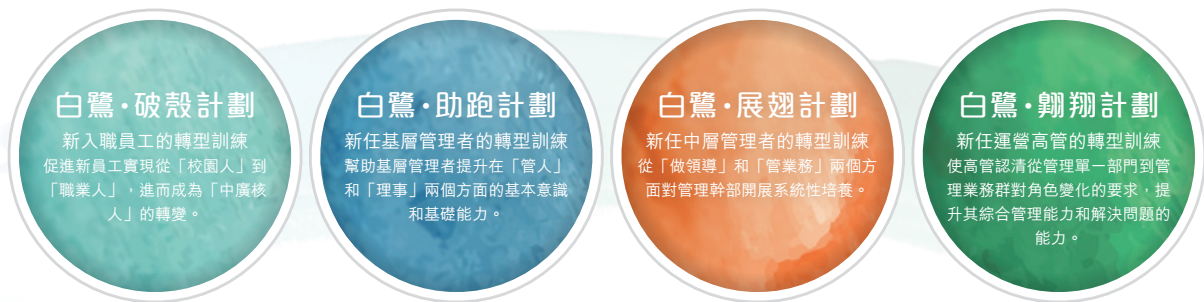 白鷺·破殼計劃
新入職員工的轉型訓練
促進新員工實現從「校園人」到
「職業人」，進而成為「中廣核
人」的轉變。
白鷺·助跑計劃
新任基層管理者的轉型訓練
幫助基層管理者提升在「管人」
和「理事」兩個方面的基本意識
和基礎能力。
白鷺·展翅計劃
新任中層管理者的轉型訓練
從「做領導」和「管業務」兩個方
面對管理幹部開展系統性培養。
白鷺·翺翔計劃
新任運營高管的轉型訓練
使高管認清從管理單一部門到管
理業務群對角色變化的要求，提
升其綜合管理能力和解決問題的
能力。